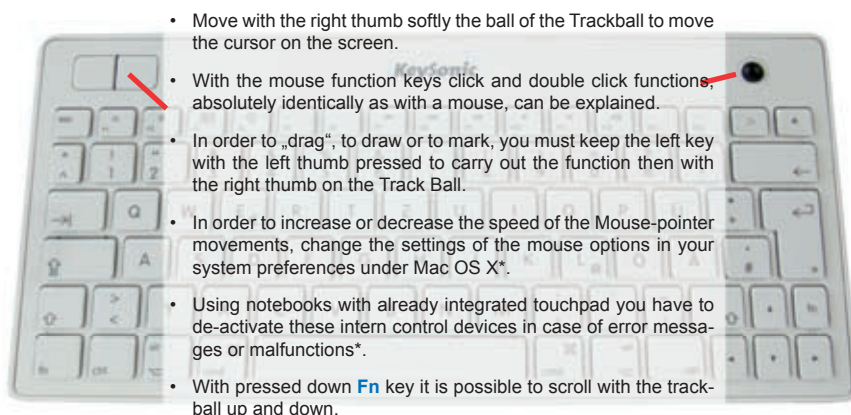 • Move with the right thumb softly the ball of the Trackball to move
the cursor on the screen.
KeySonic
• With the mouse function keys click and double click functions,
absolutely identically as with a mouse, can be explained.
• In order to „drag“, to draw or to mark, you must keep the left key
with the left thumb pressed to carry out the function then with
the right thumb on the Track Ball.
• In order to increase or decrease the speed of the Mouse-pointer
movements, change the settings of the mouse options in your
system preferences under Mac OS X*.
• Using notebooks with already integrated touchpad you have to
de-activate these intern control devices in case of error messa-
ges or malfunctions*.
• With pressed down Fn key it is possible to scroll with the track-
ball up and down.
! "
1 2
Q
A
>
<
fn ctrl